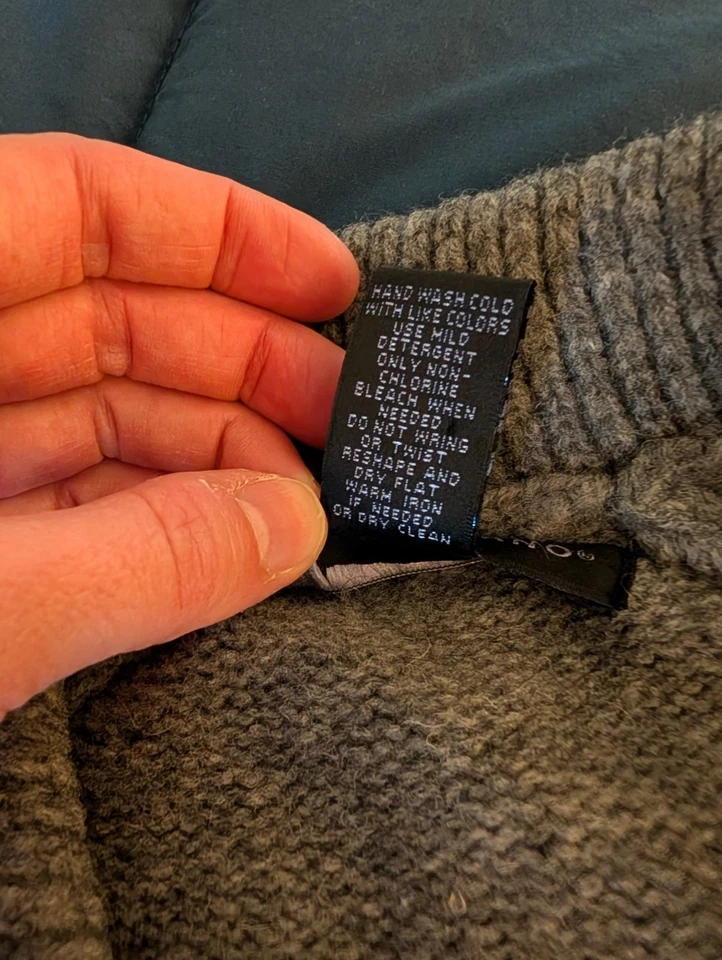 HAND WASH COLD
WITH LIKE COLORS
USE MILD
DETERGENT
ONLY NON-
CHLORINE
BLEACH WHEN
NEEDED
DO NOT WRING
OR TWIST
RESHAPE AND
DRY FLAT
WARM IRON
IF NEEDED
OR DRY CLEAN